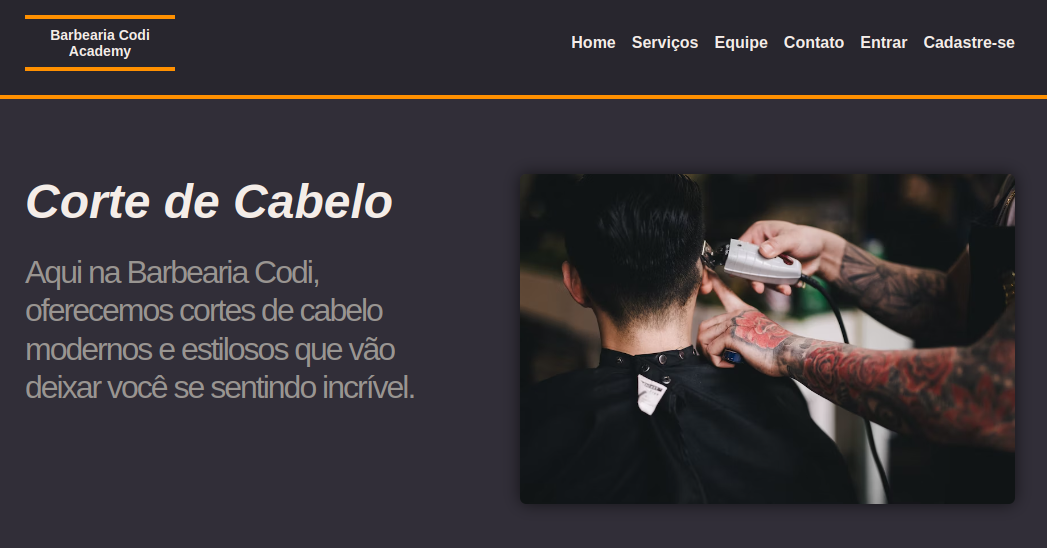 Barbearia Codi
Academy
Home Serviços Equipe Contato Entrar Cadastre-se
Corte de Cabelo
Aqui na Barbearia Codi,
oferecemos cortes de cabelo
modernos e estilosos que vão
deixar você se sentindo incrível.